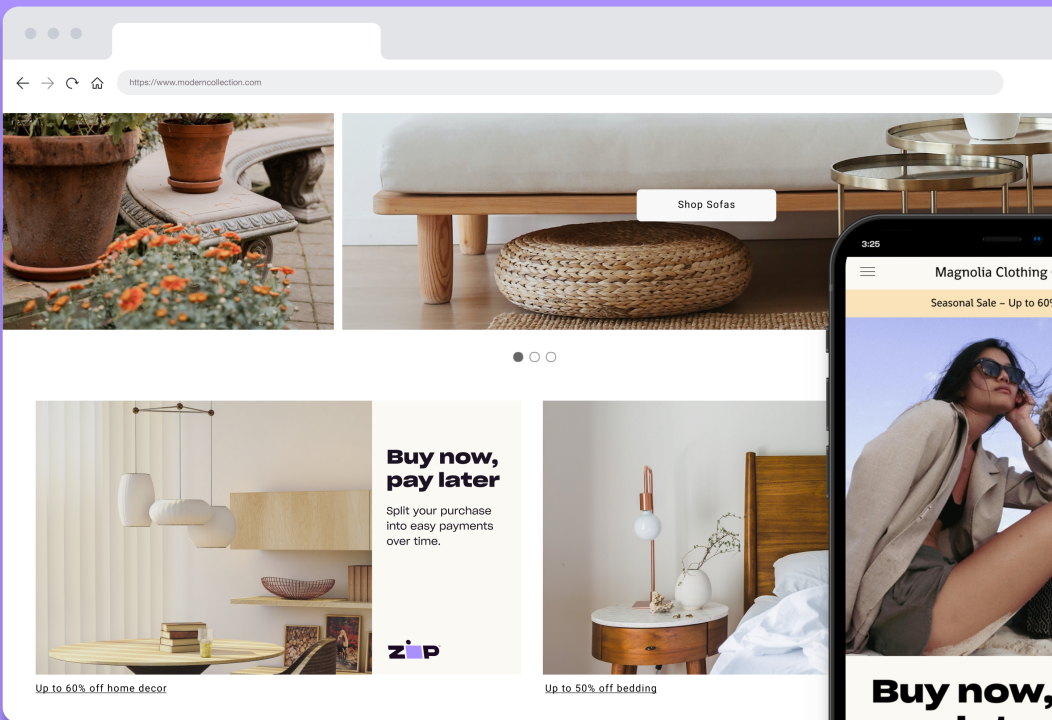 https://www.moderncollection.com
Shop Sofas
3:25
Magnolia Clothing
Seasonal Sale – Up to 60%
Buy now,
pay later
Split your purchase
into easy payments
over time.
zip
Up to 60% off home decor
Up to 50% off bedding
Buy now,